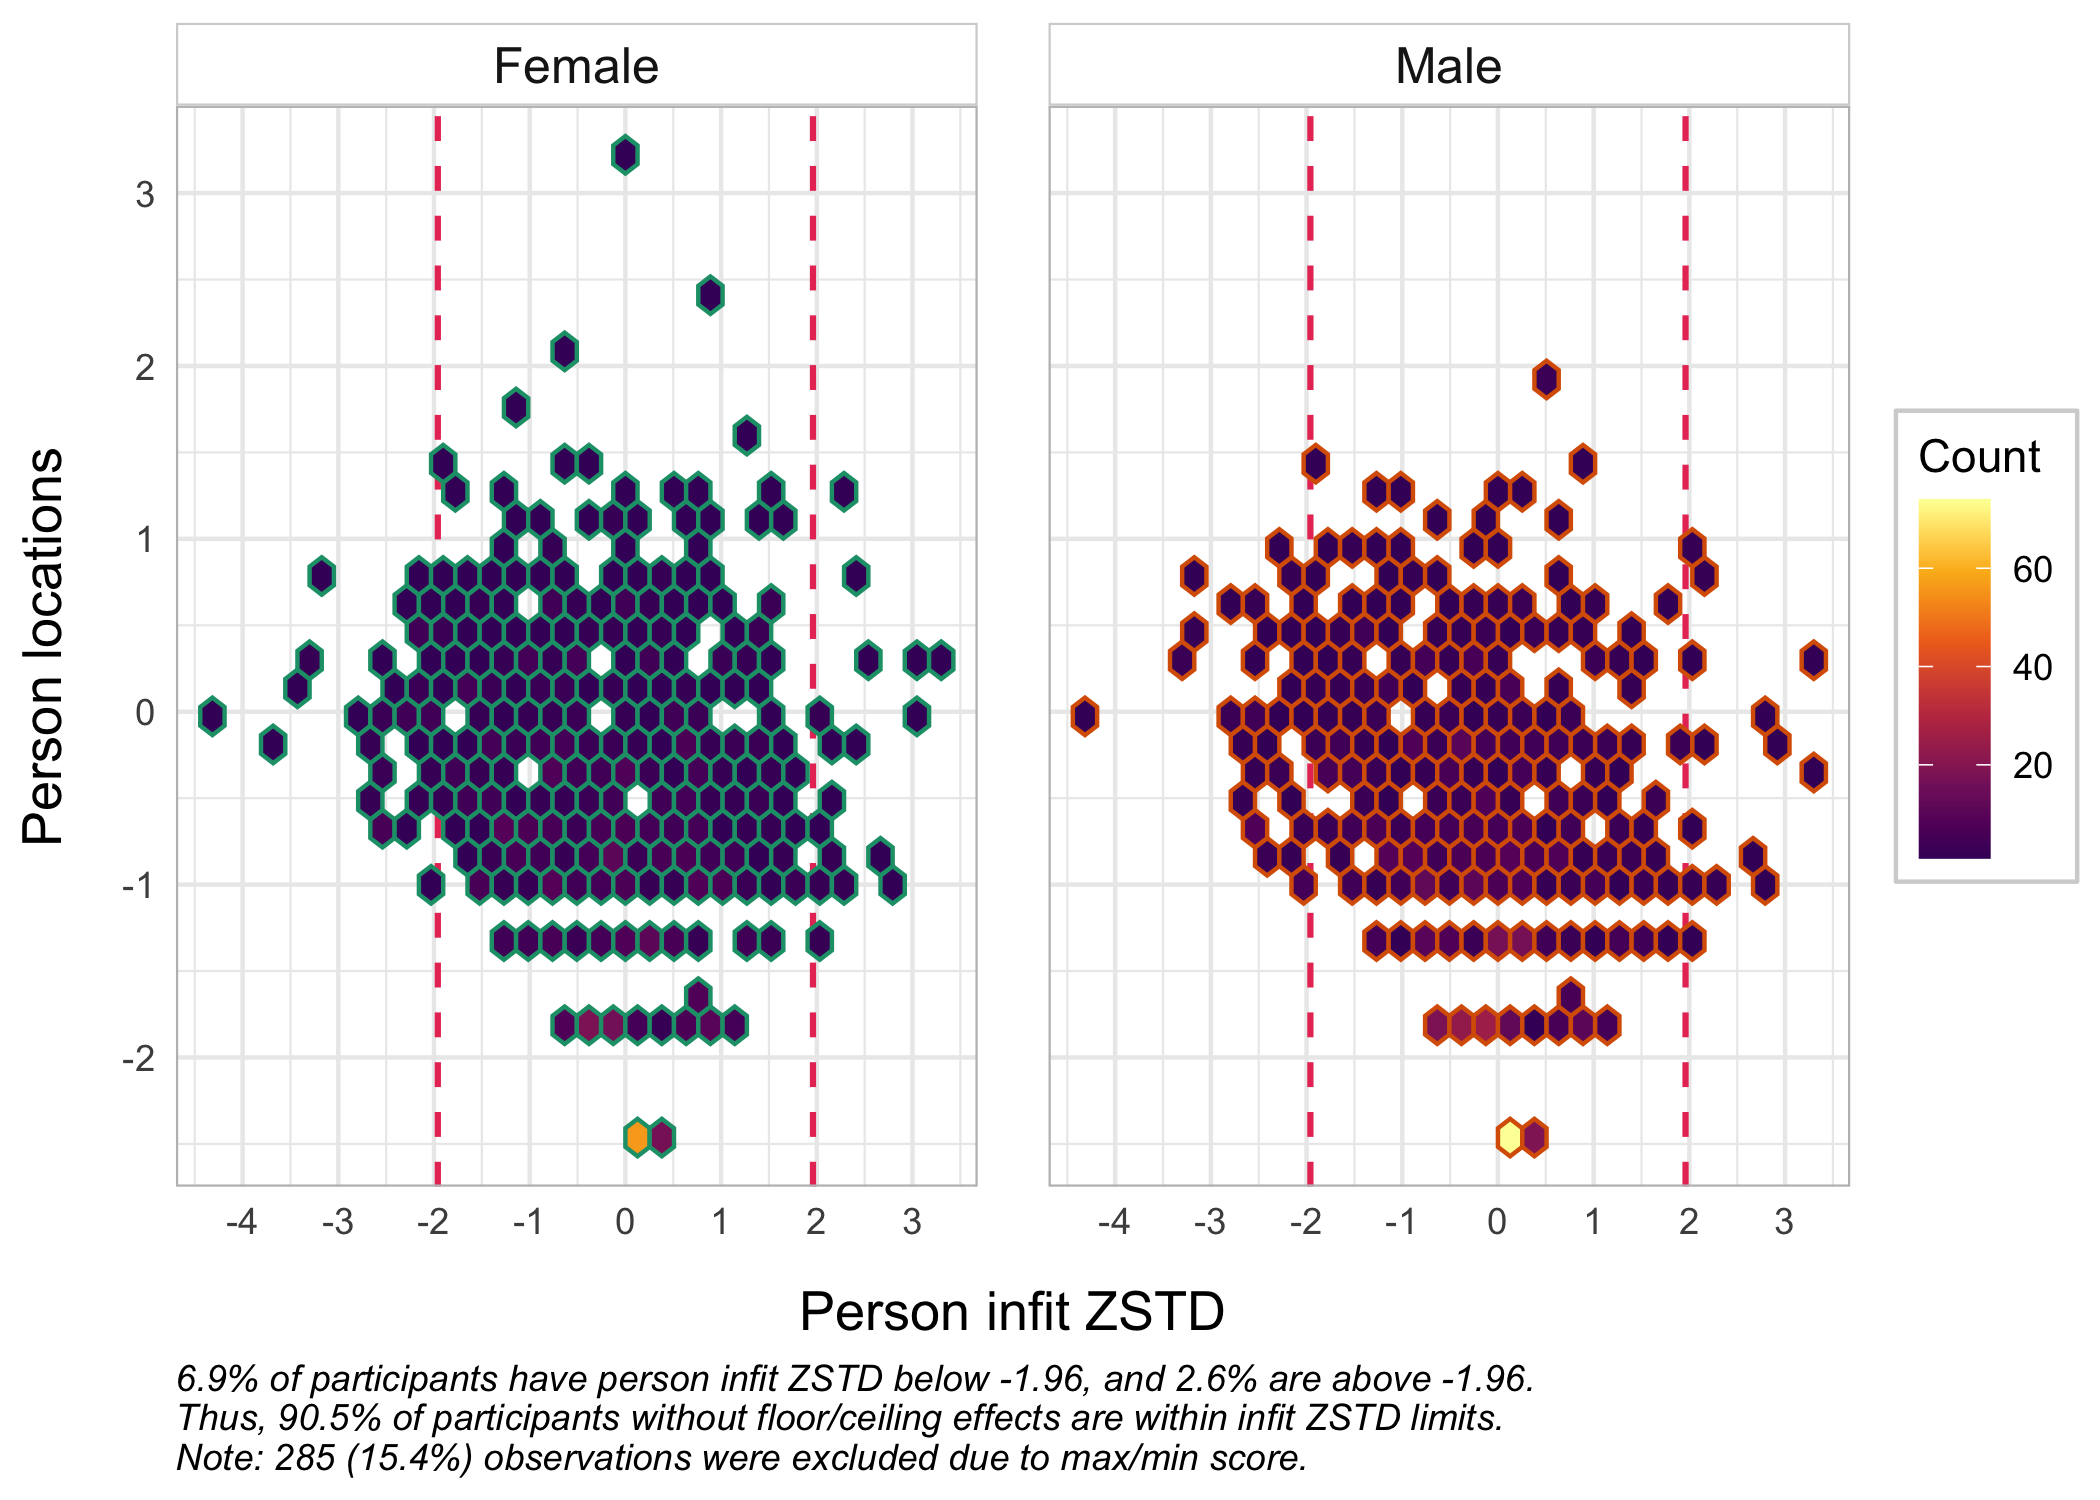 Female
Male
Person locations
3
2
1
0
-1
-2
Count
60
40
20
-4 -3 -2 -1 0 1 2 3
-4 -3 -2 -1 0 1 2 3
Person infit ZSTD
6.9% of participants have person infit ZSTD below -1.96, and 2.6% are above -1.96.
Thus, 90.5% of participants without floor/ceiling effects are within infit ZSTD limits.
Note: 285 (15.4%) observations were excluded due to max/min score.